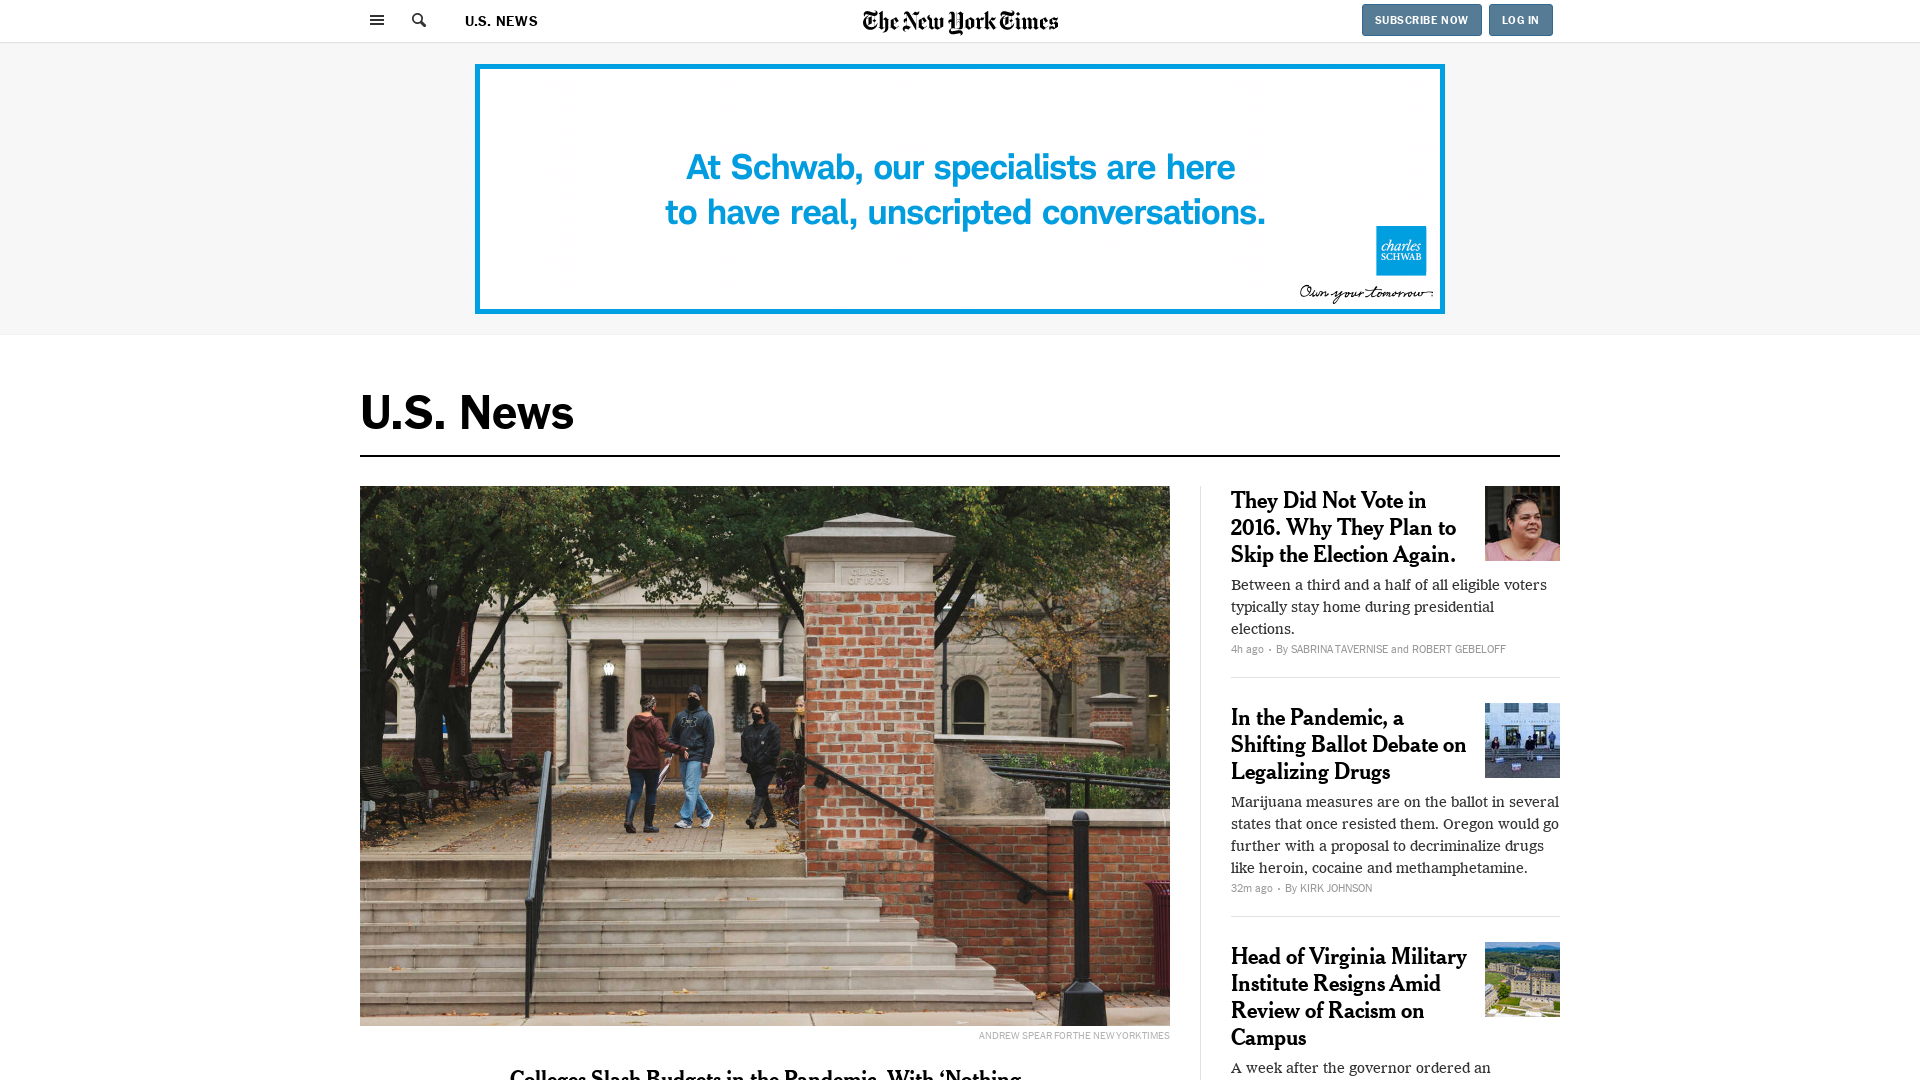 U.S. NEWS
The New York Times
SUBSCRIBE NOW
LOG IN
At Schwab, our specialists are here
to have real, unscripted conversations.
charles
SCHWAB
Own your tomorrow
U.S. News
CLASS
OF 1909
ANDREW SPEAR FOR THE NEW YORK TIMES
Colleges Slash Budgets in the Pandemic, With ‘Nothing
They Did Not Vote in
2016. Why They Plan to
Skip the Election Again.
Between a third and a half of all eligible voters
typically stay home during presidential
elections.
4h ago · By SABRINA TAVERNISE and ROBERT GEBELOFF
In the Pandemic, a
Shifting Ballot Debate on
Legalizing Drugs
Marijuana measures are on the ballot in several
states that once resisted them. Oregon would go
further with a proposal to decriminalize drugs
like heroin, cocaine and methamphetamine.
32m ago · By KIRK JOHNSON
Head of Virginia Military
Institute Resigns Amid
Review of Racism on
Campus
A week after the governor ordered an